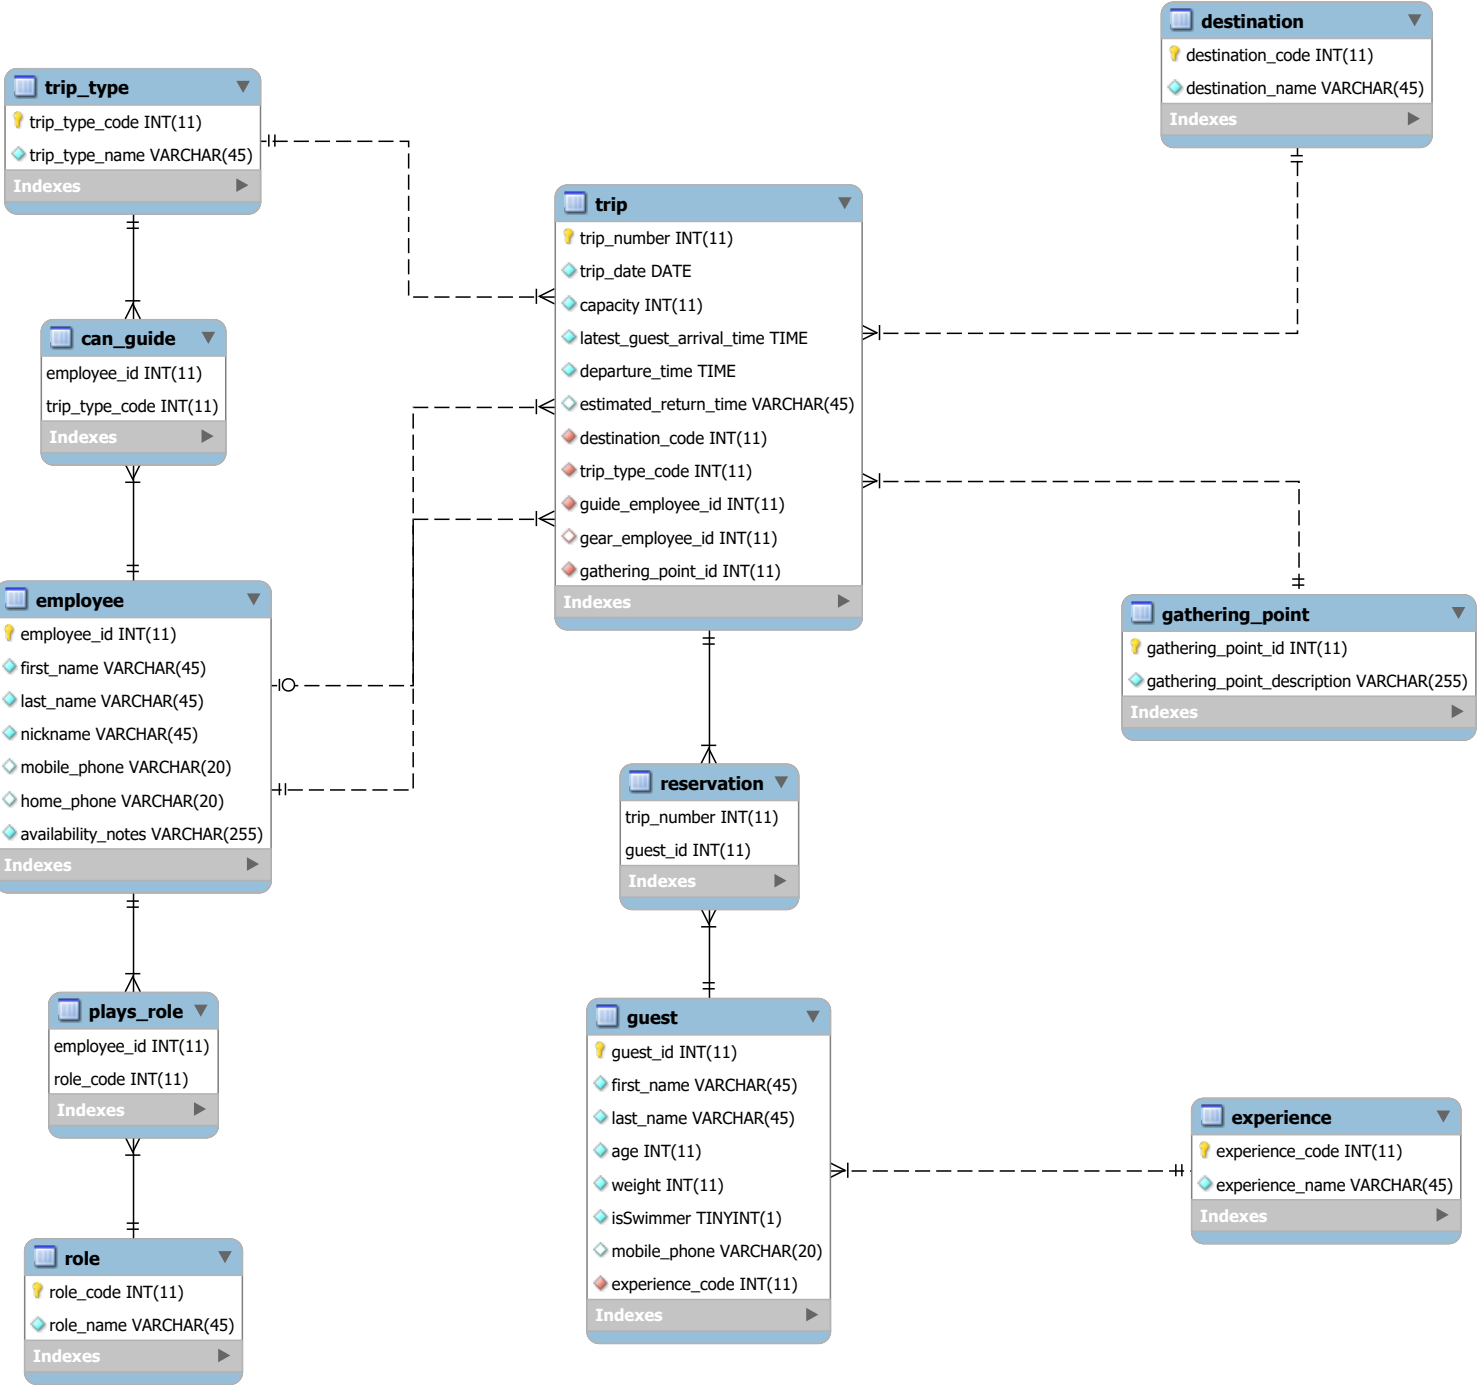 destination
destination_code INT(11)
destination_name VARCHAR(45)
Indexes
trip_type
trip_type_code INT(11)
trip_type_name VARCHAR(45)
Indexes
trip
trip_number INT(11)
trip_date DATE
capacity INT(11)
latest_guest_arrival_time TIME
departure_time TIME
estimated_return_time VARCHAR(45)
destination_code INT(11)
trip_type_code INT(11)
guide_employee_id INT(11)
gear_employee_id INT(11)
gathering_point_id INT(11)
Indexes
can_guide
employee_id INT(11)
trip_type_code INT(11)
Indexes
employee
employee_id INT(11)
first_name VARCHAR(45)
last_name VARCHAR(45)
nickname VARCHAR(45)
mobile_phone VARCHAR(20)
home_phone VARCHAR(20)
availability_notes VARCHAR(255)
Indexes
gathering_point
gathering_point_id INT(11)
gathering_point_description VARCHAR(255)
Indexes
reservation
trip_number INT(11)
guest_id INT(11)
Indexes
plays_role
employee_id INT(11)
role_code INT(11)
Indexes
guest
guest_id INT(11)
first_name VARCHAR(45)
last_name VARCHAR(45)
age INT(11)
weight INT(11)
isSwimmer TINYINT(1)
mobile_phone VARCHAR(20)
experience_code INT(11)
Indexes
experience
experience_code INT(11)
experience_name VARCHAR(45)
Indexes
role
role_code INT(11)
role_name VARCHAR(45)
Indexes